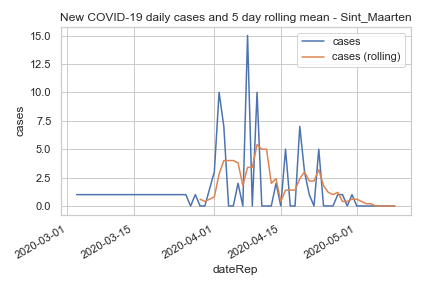 New COVID-19 daily cases and 5 day rolling mean - Sint_Maarten
cases
cases (rolling)
15.0
12.5
10.0
7.5
5.0
2.5
0.0
cases
2020-03-01
2020-03-15
2020-04-01
2020-04-15
2020-05-01
dateRep